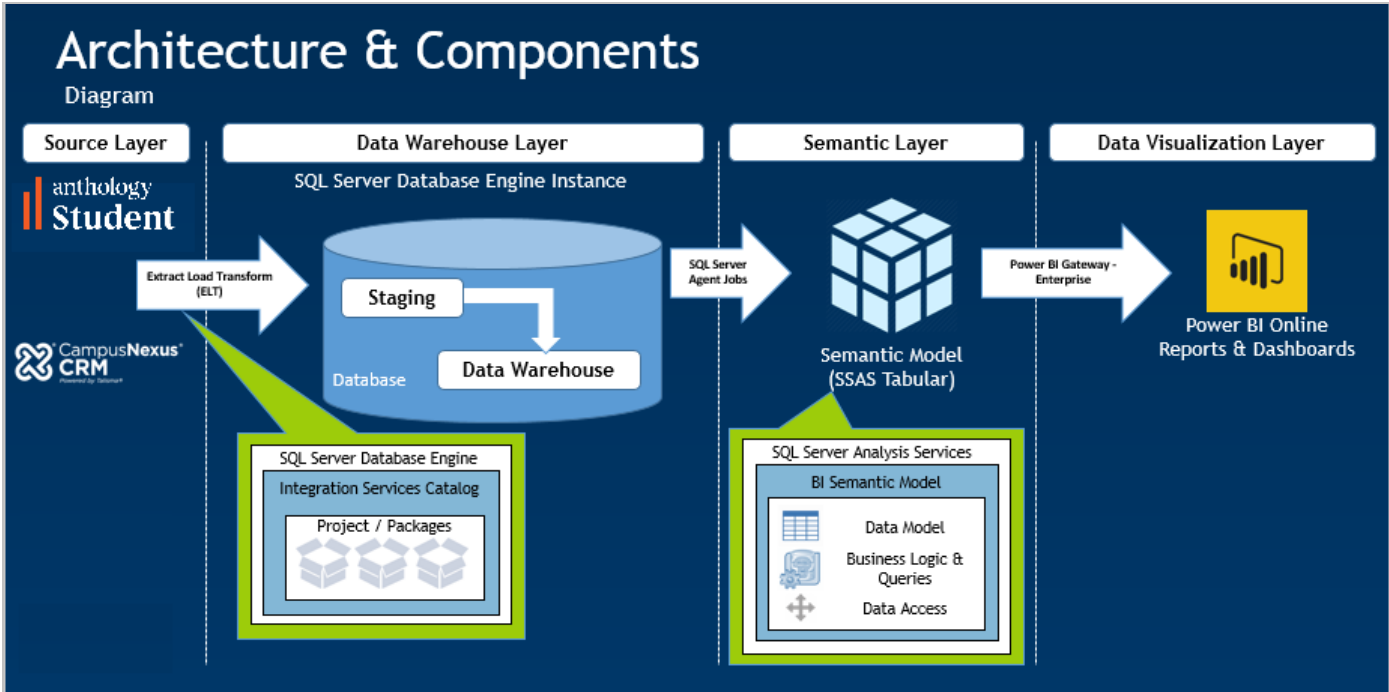 Architecture & Components
Diagram
Source Layer
Data Warehouse Layer
Semantic Layer
Data Visualization Layer
anthology
Student
SQL Server Database Engine Instance
Extract Load Transform
(ELT)
Staging
Data Warehouse
Database
SQL Server
Agent Jobs
Semantic Model
(SSAS Tabular)
Power BI Gateway -
Enterprise
Power BI Online
Reports & Dashboards
CampusNexus®
CRM
Powered by Talisma®
SQL Server Database Engine
Integration Services Catalog
Project / Packages
SQL Server Analysis Services
BI Semantic Model
Data Model
Business Logic &
Queries
Data Access